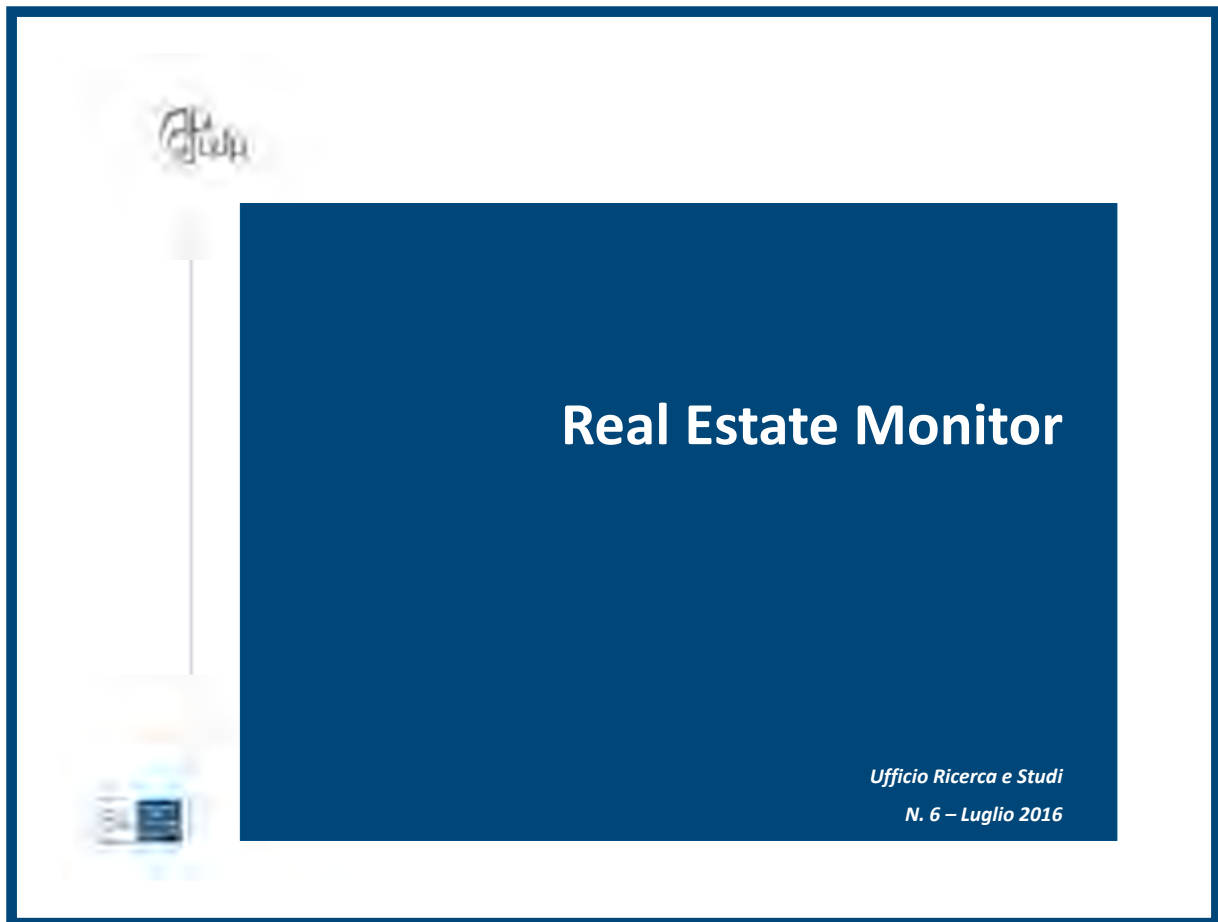 Real Estate Monitor
Ufficio Ricerca e Studi
N. 6 – Luglio 2016